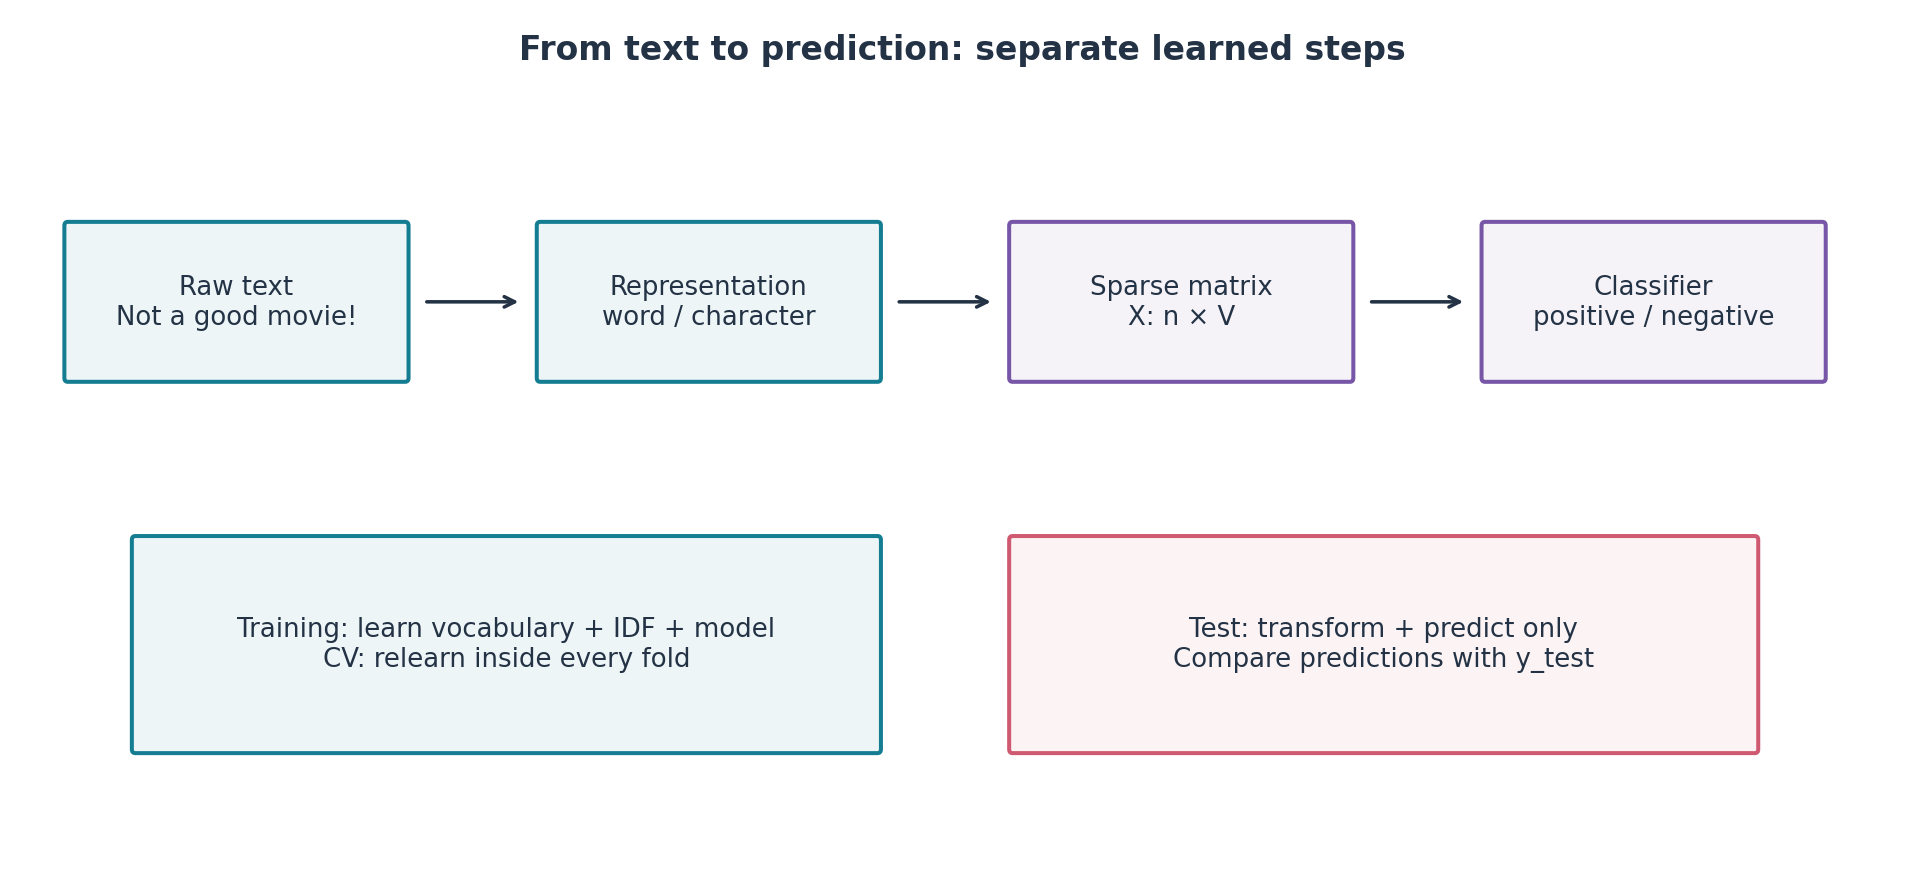 From text to prediction: separate learned steps
Raw text
Not a good movie!
Representation
word / character
Sparse matrix
X: n × V
Classifier
positive / negative
Training: learn vocabulary + IDF + model
CV: relearn inside every fold
Test: transform + predict only
Compare predictions with y_test